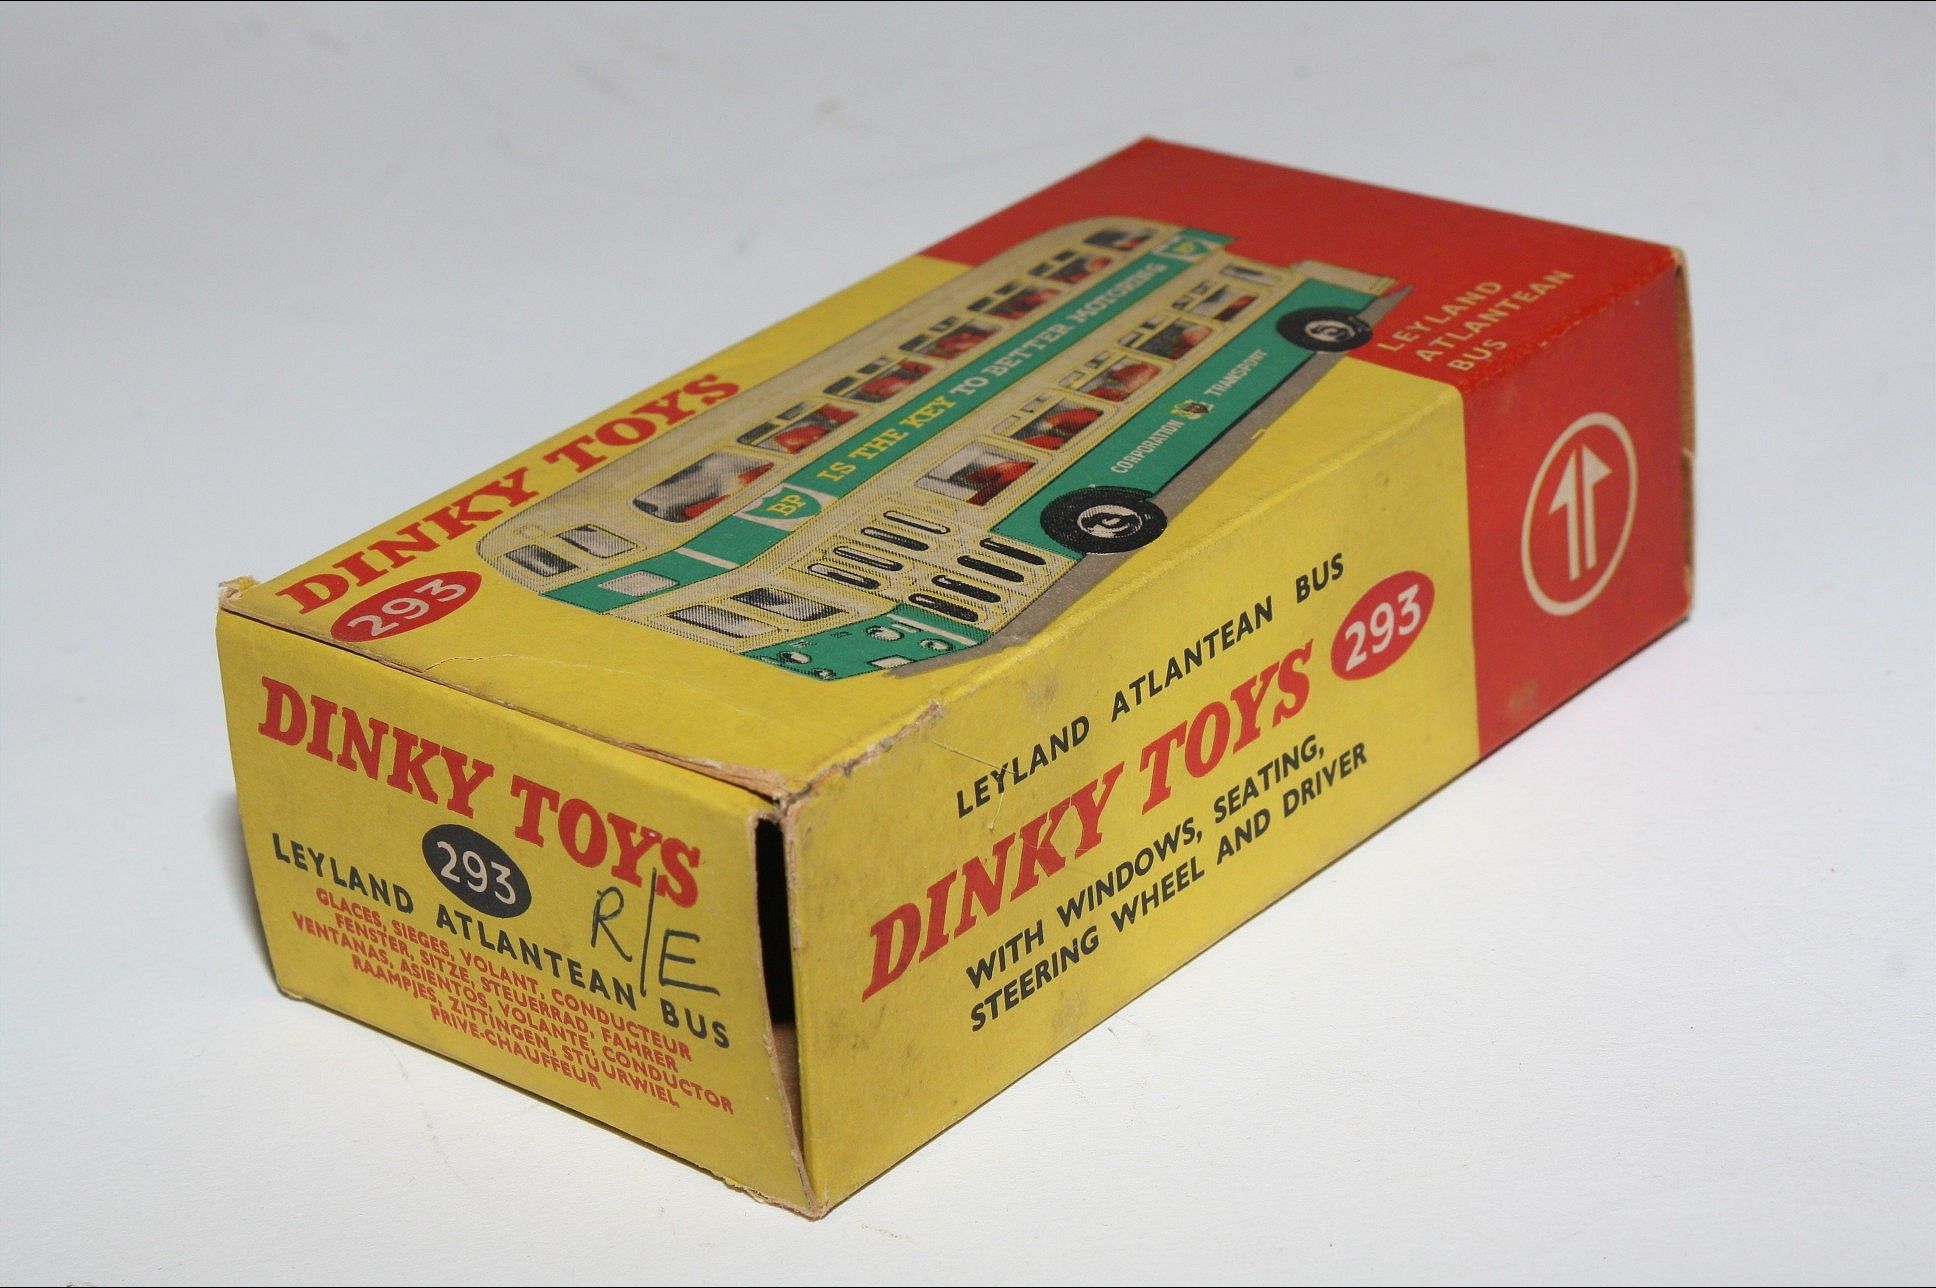 DINKY TOYS
293
BP IS THE KEY TO BETTER MOTORING BP
CORPORATION TRANSPORT
LEYLAND
ATLANTEAN
BUS
DINKY TOYS
293
LEYLAND ATLANTEAN BUS
R/E
GLACES, SIEGES, VOLANT, CONDUCTEUR
FENSTER, SITZE, STEUERRAD, FAHRER
VENTANAS, ASIENTOS, VOLANTE, CONDUCTOR
RAAMPJES, ZITTINGEN, STUURWIEL
PRIVE-CHAUFFEUR
LEYLAND ATLANTEAN BUS
DINKY TOYS 293
WITH WINDOWS, SEATING,
STEERING WHEEL AND DRIVER